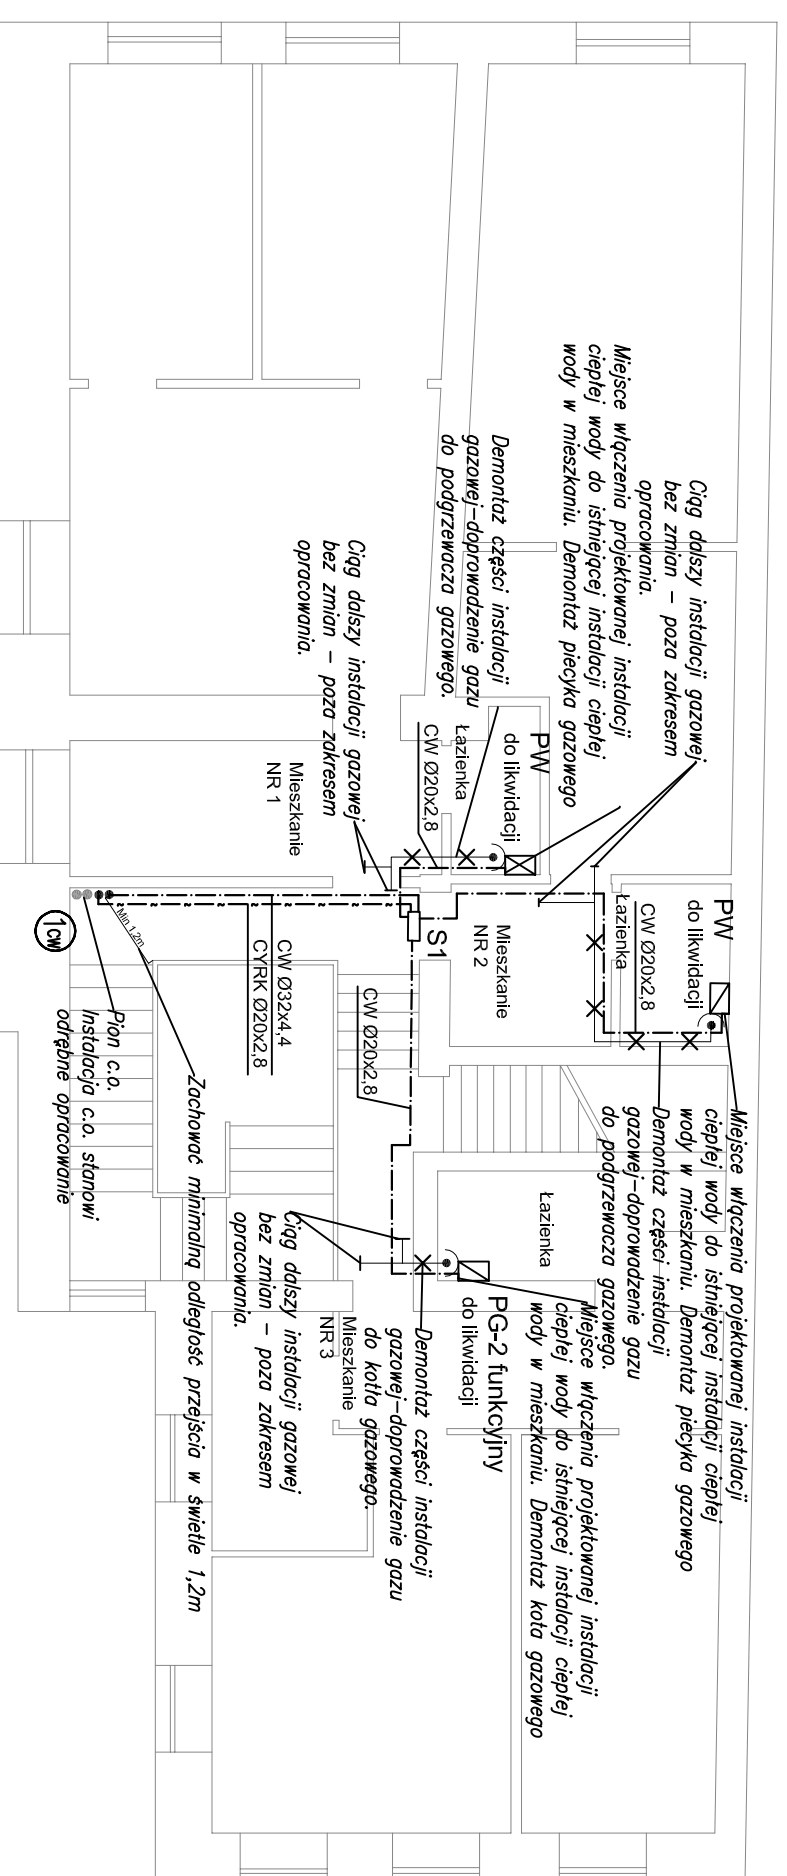 Ciąg dalszy instalacji gazowej
bez zmian – poza zakresem
opracowania.
Miejsce włączenia projektowanej instalacji
ciepłej wody do istniejącej instalacji ciepłej
wody w mieszkaniu. Demontaż piecyka gazowego
Demontaż części instalacji
gazowej–doprowadzenie gazu
do podgrzewacza gazowego.
Ciąg dalszy instalacji gazowej
bez zmian – poza zakresem
opracowania.
PW
do likwidacji
Łazienka
CW Ø20x2,8
Mieszkanie
NR 1
PW
do likwidacji
CW Ø20x2,8
Łazienka
Mieszkanie
NR 2
S1
CW Ø20x2,8
CW Ø32x4,4
CYRK Ø20x2,8
Min 1,2m
1cw
Pion c.o.
Instalacja c.o. stanowi
odrębne opracowanie
Zachować minimalną odległość przejścia w świetle 1,2m
Miejsce włączenia projektowanej instalacji
ciepłej wody do istniejącej instalacji ciepłej
wody w mieszkaniu. Demontaż piecyka gazowego
Demontaż części instalacji
gazowej–doprowadzenie gazu
do podgrzewacza gazowego.
Łazienka
PG-2 funkcyjny
do likwidacji
Miejsce włączenia projektowanej instalacji
ciepłej wody do istniejącej instalacji ciepłej
wody w mieszkaniu. Demontaż kota gazowego
Demontaż części instalacji
gazowej–doprowadzenie gazu
do kotła gazowego.
Mieszkanie
NR 3
Ciąg dalszy instalacji gazowej
bez zmian – poza zakresem
opracowania.